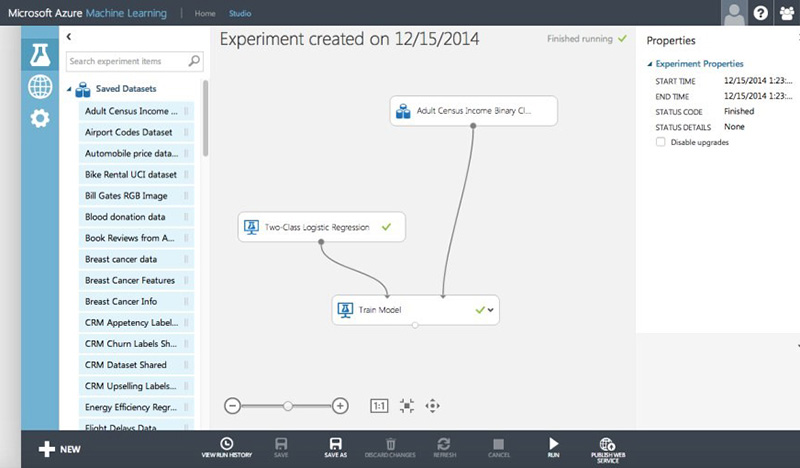 Microsoft Azure Machine Learning
Home
Studio
Search experiment items
Saved Datasets
Adult Census Income ...
Airport Codes Dataset
Automobile price data...
Bike Rental UCI dataset
Bill Gates RGB Image
Blood donation data
Book Reviews from A...
Breast cancer data
Breast Cancer Features
Breast Cancer Info
CRM Appetency Label...
CRM Churn Labels Sh...
CRM Dataset Shared
CRM Upselling Labels...
Energy Efficiency Regr...
Flight Delays Data
Experiment created on 12/15/2014
Finished running
Adult Census Income Binary Cl...
Two-Class Logistic Regression
Train Model
1:1
Properties
Experiment Properties
START TIME 12/15/2014 1:23:...
END TIME 12/15/2014 1:23:...
STATUS CODE Finished
STATUS DETAILS None
Disable upgrades
NEW
VIEW RUN HISTORY
SAVE
SAVE AS
DISCARD CHANGES
REFRESH
CANCEL
RUN
PUBLISH WEB
SERVICE